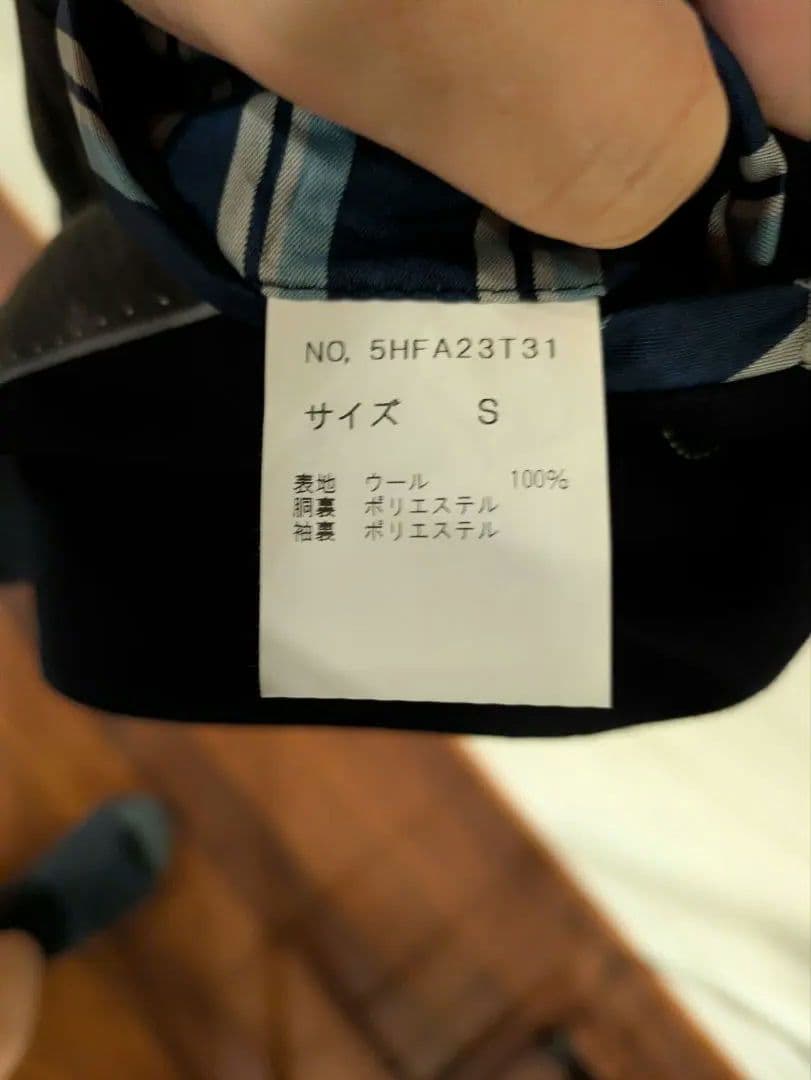 NO, 5HFA23T31
サイズ S
表地 ウール 100%
胴裏 ポリエステル
袖裏 ポリエステル